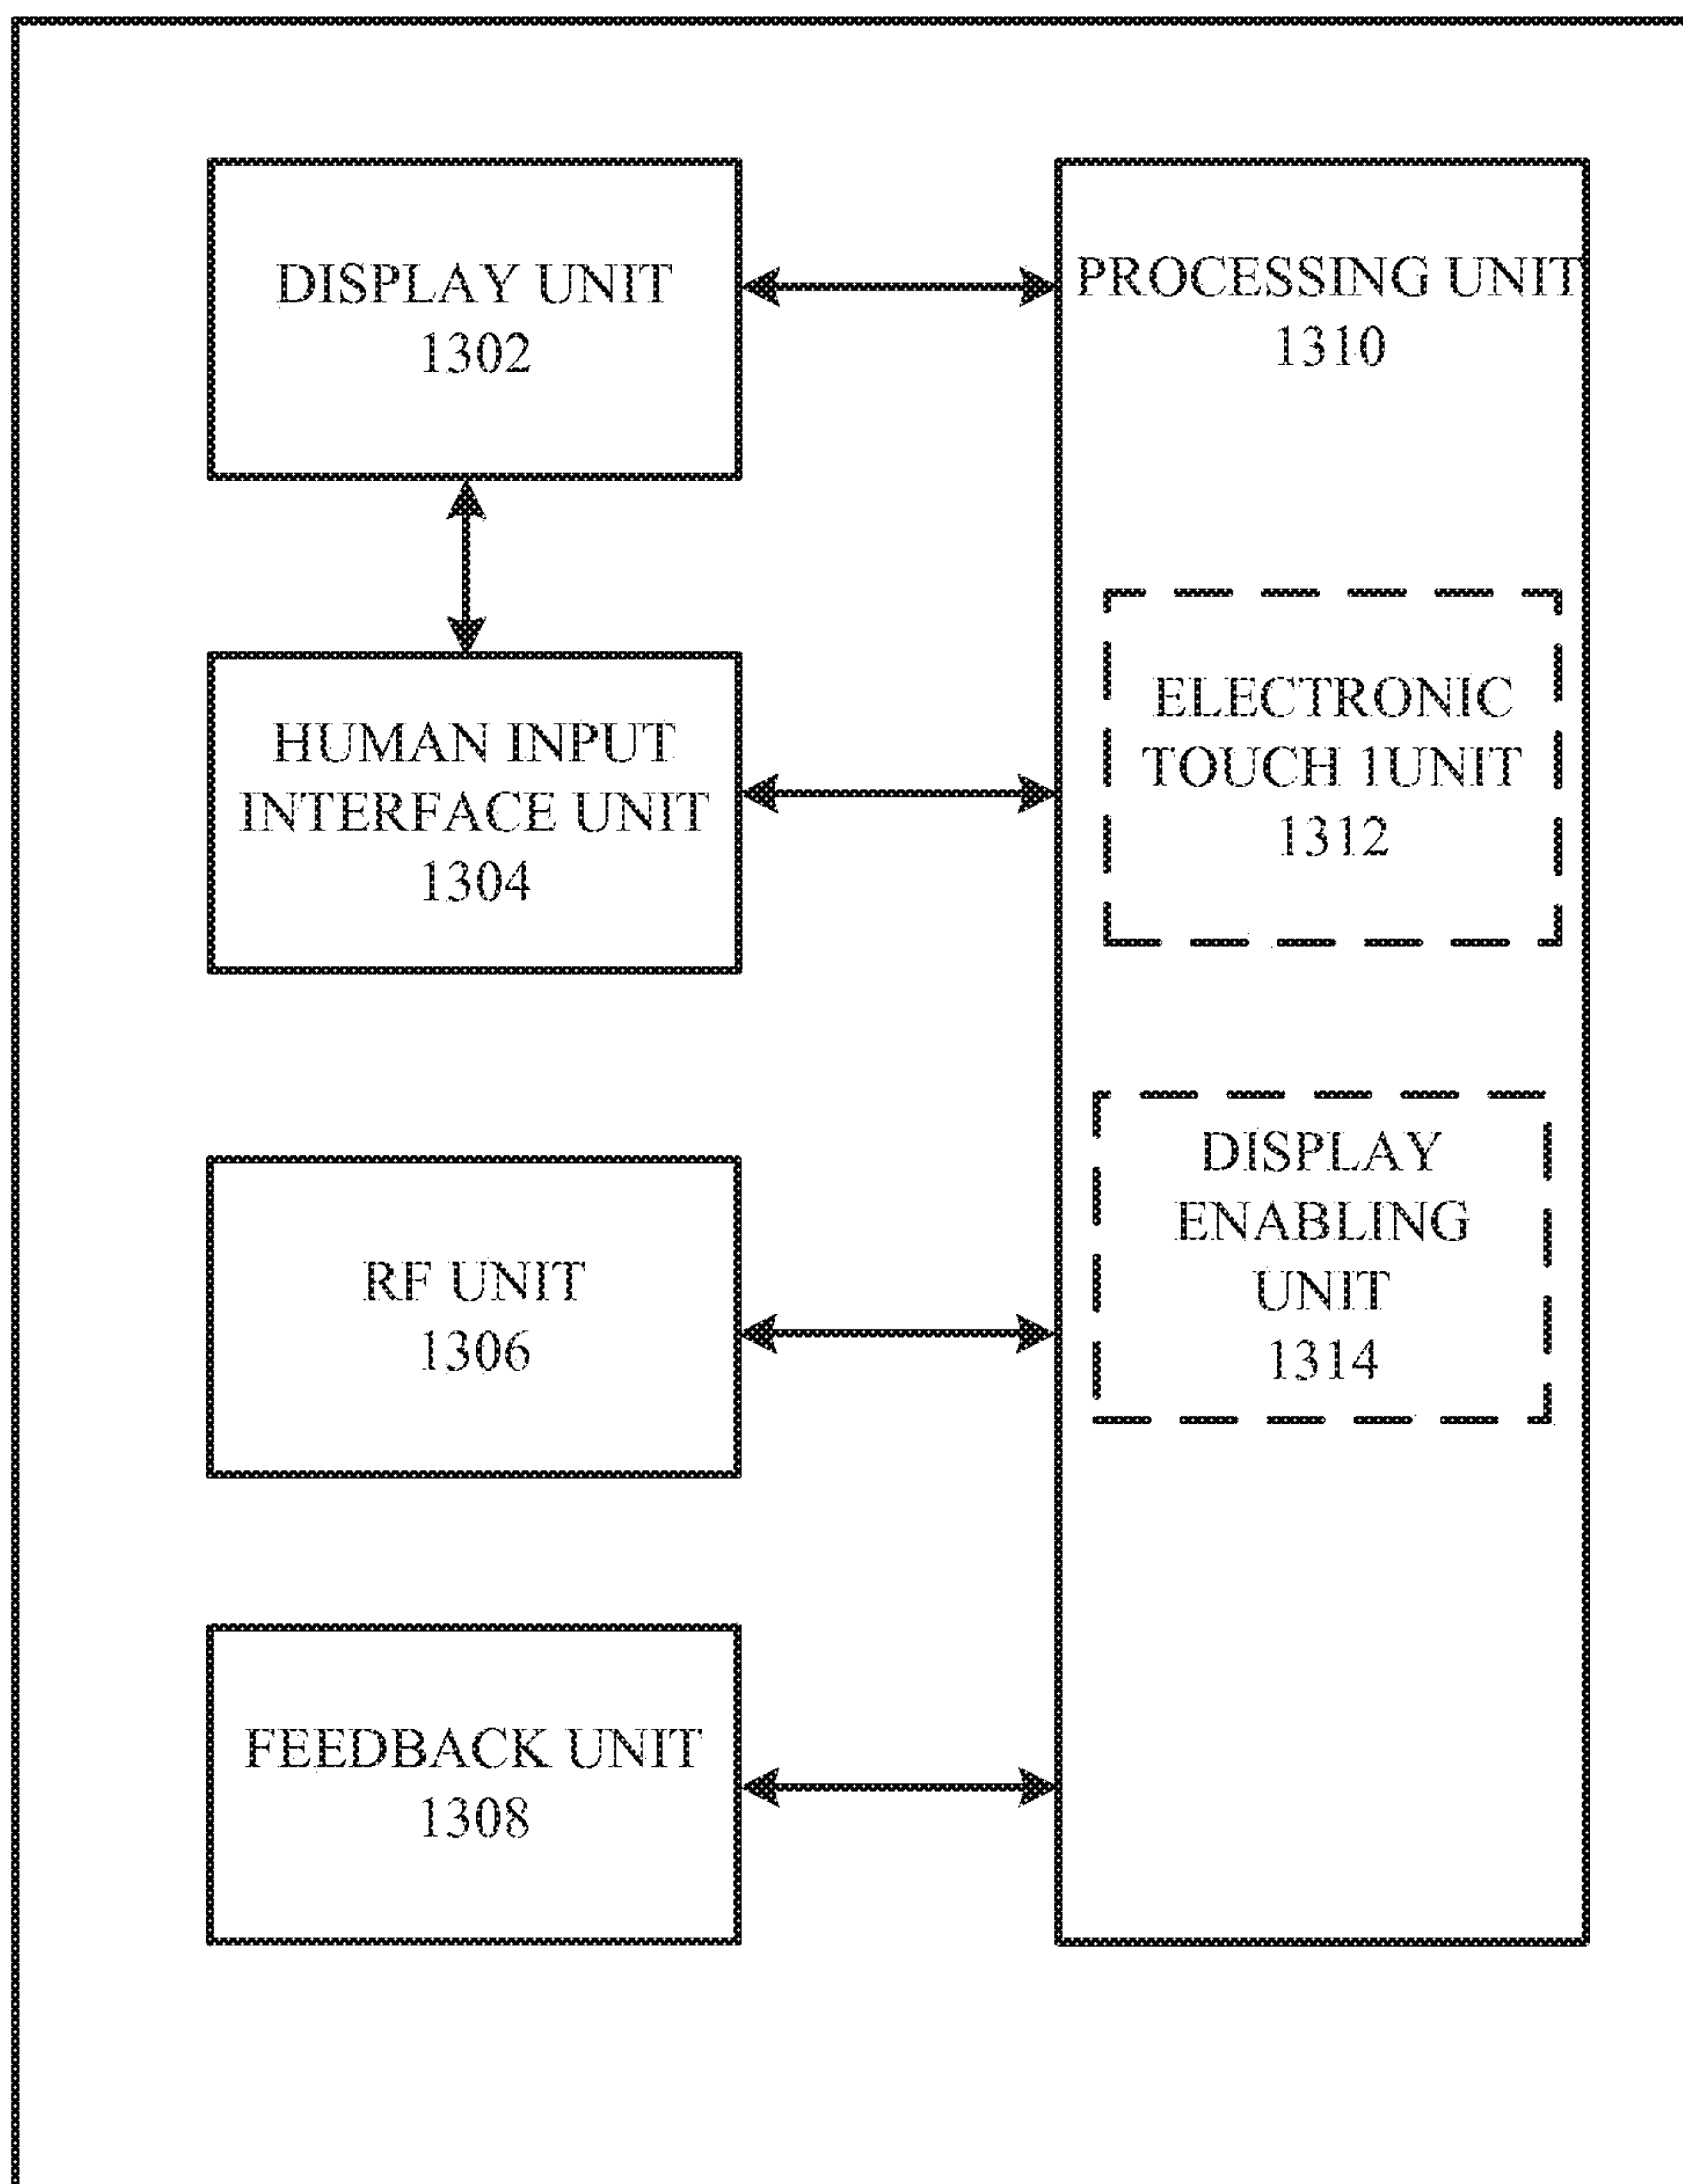 DISPLAY UNIT
1302
PROCESSING UNIT
1310
HUMAN INPUT
INTERFACE UNIT
1304
ELECTRONIC
TOUCH 1UNIT
1312
RF UNIT
1306
DISPLAY
ENABLING
UNIT
1314
FEEDBACK UNIT
1308